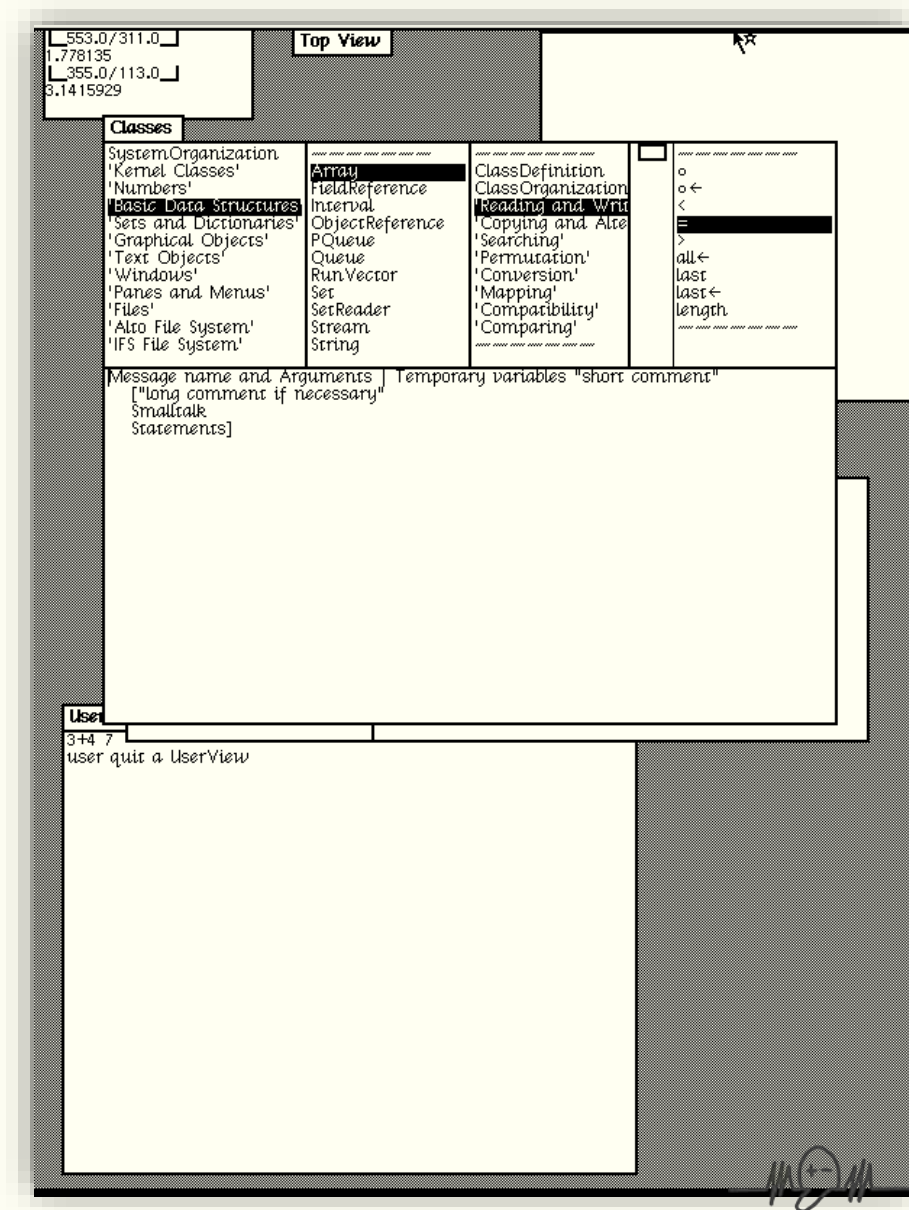 553.0/311.0
1.778135
355.0/113.0
3.1415929
Top View
Classes
SystemOrganization
'Kernel Classes'
'Numbers'
'Basic Data Structures
'Sets and Dictionaries'
'Graphical Objects'
'Text Objects'
'Windows'
'Panes and Menus'
'Files'
'Alto File System'
'IFS File System'
Array
FieldReference
Interval
ObjectReference
PQueue
Queue
RunVector
Set
SetReader
Stream
String
ClassDefinition
ClassOrganization
'Reading and Writ
'Copying and Alte
'Searching'
'Permutation'
'Conversion'
'Mapping'
'Compatibility'
'Comparing'
∘
∘←
<
=
>
all←
last
last←
length
Message name and Arguments | Temporary variables "short comment"
["long comment if necessary"
Smalltalk
Statements]
User
3+4 7
user quit a UserView